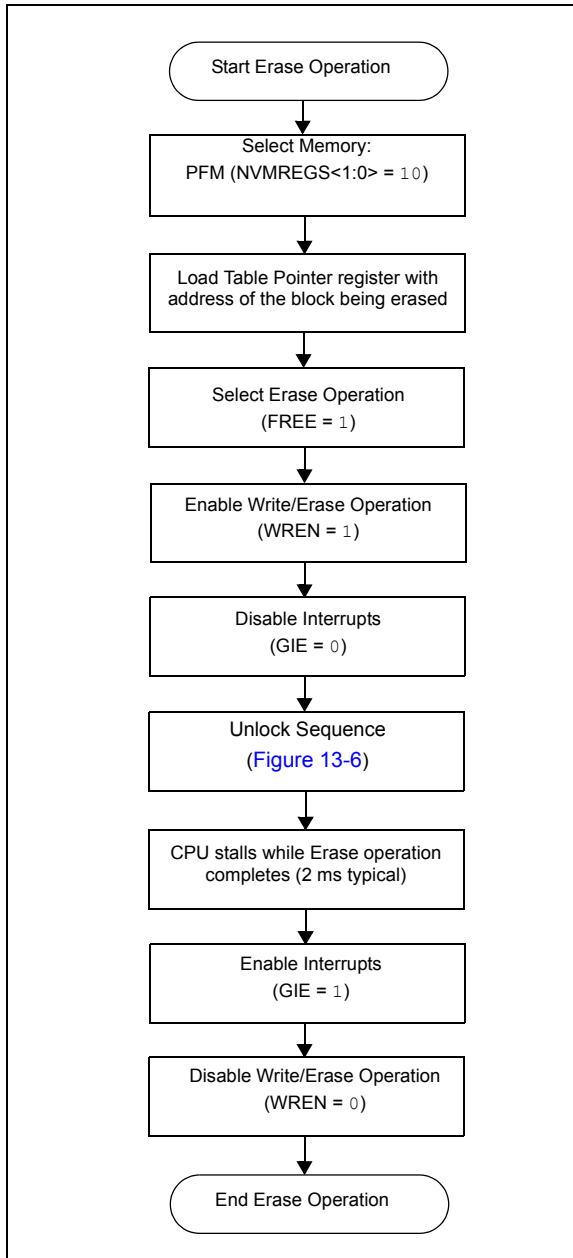 Start Erase Operation
Select Memory:
PFM (NVMREGS<1:0> = 10)
Load Table Pointer register with
address of the block being erased
Select Erase Operation
(FREE = 1)
Enable Write/Erase Operation
(WREN = 1)
Disable Interrupts
(GIE = 0)
Unlock Sequence
(Figure 13-6)
CPU stalls while Erase operation
completes (2 ms typical)
Enable Interrupts
(GIE = 1)
Disable Write/Erase Operation
(WREN = 0)
End Erase Operation